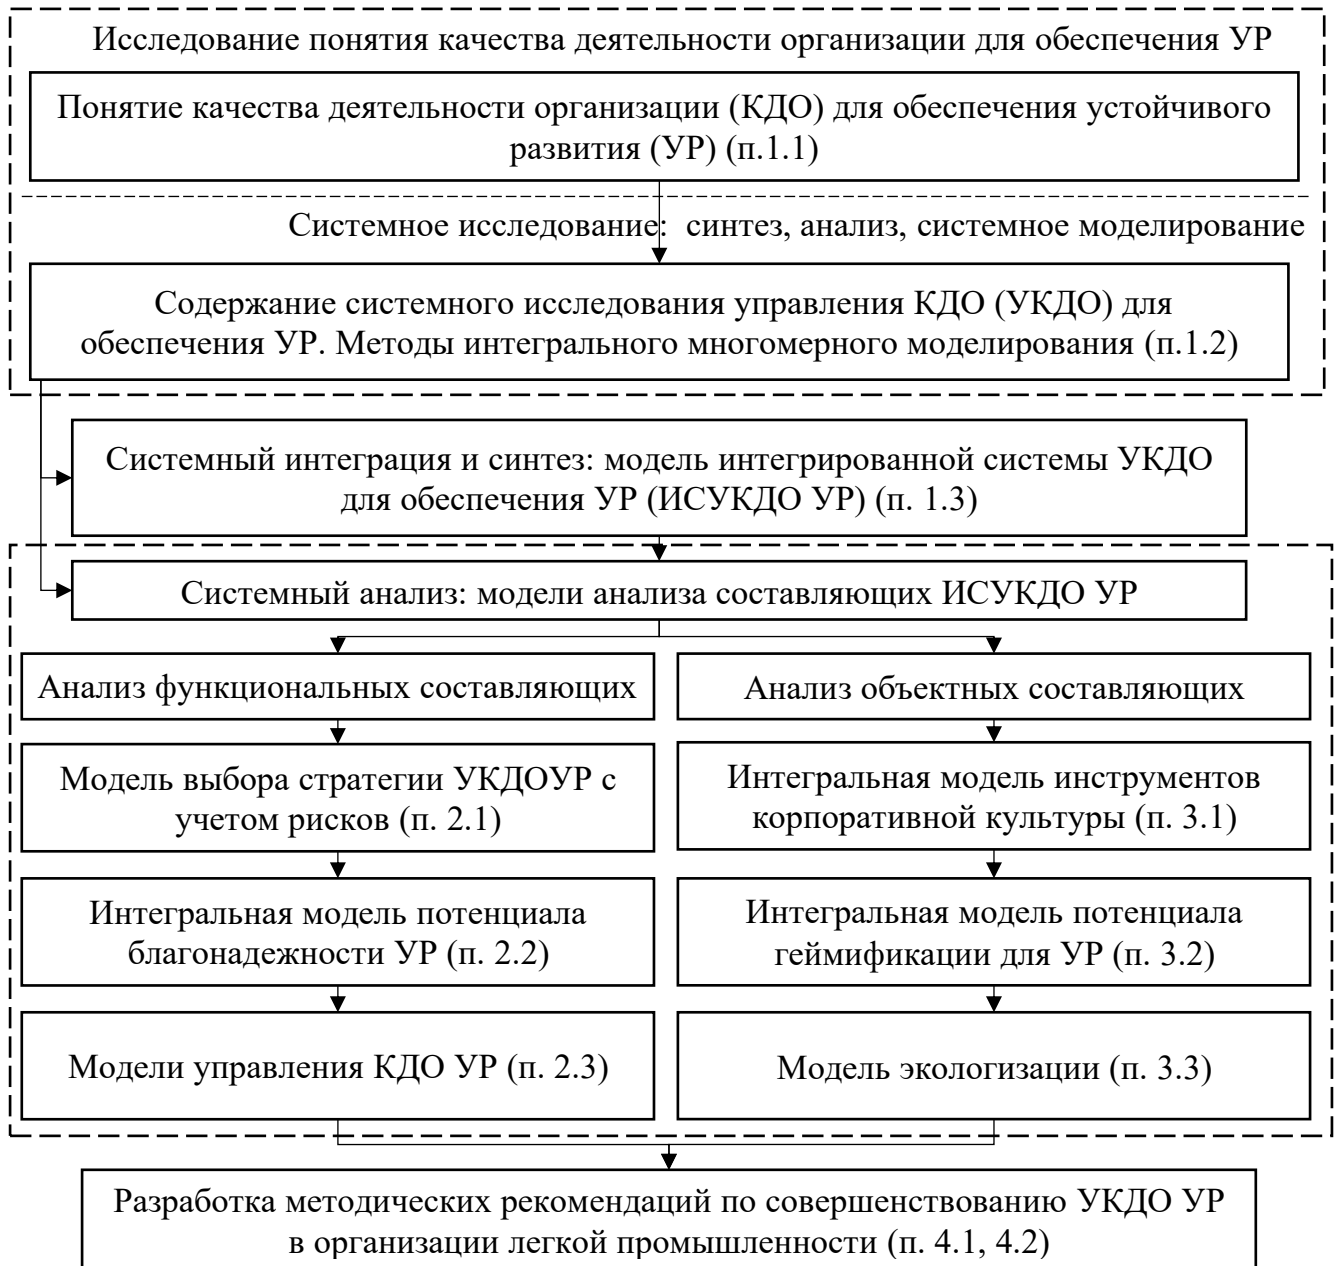 Исследование понятия качества деятельности организации для обеспечения УР
Понятие качества деятельности организации (КДО) для обеспечения устойчивого
развития (УР) (п.1.1)
Системное исследование: синтез, анализ, системное моделирование
Содержание системного исследования управления КДО (УКДО) для
обеспечения УР. Методы интегрального многомерного моделирования (п.1.2)
Системный интеграция и синтез: модель интегрированной системы УКДО
для обеспечения УР (ИСУКДО УР) (п. 1.3)
Системный анализ: модели анализа составляющих ИСУКДО УР
Анализ функциональных составляющих
Модель выбора стратегии УКДОУР с
учетом рисков (п. 2.1)
Интегральная модель потенциала
благонадежности УР (п. 2.2)
Модели управления КДО УР (п. 2.3)
Анализ объектных составляющих
Интегральная модель инструментов
корпоративной культуры (п. 3.1)
Интегральная модель потенциала
геймификации для УР (п. 3.2)
Модель экологизации (п. 3.3)
Разработка методических рекомендаций по совершенствованию УКДО УР
в организации легкой промышленности (п. 4.1, 4.2)